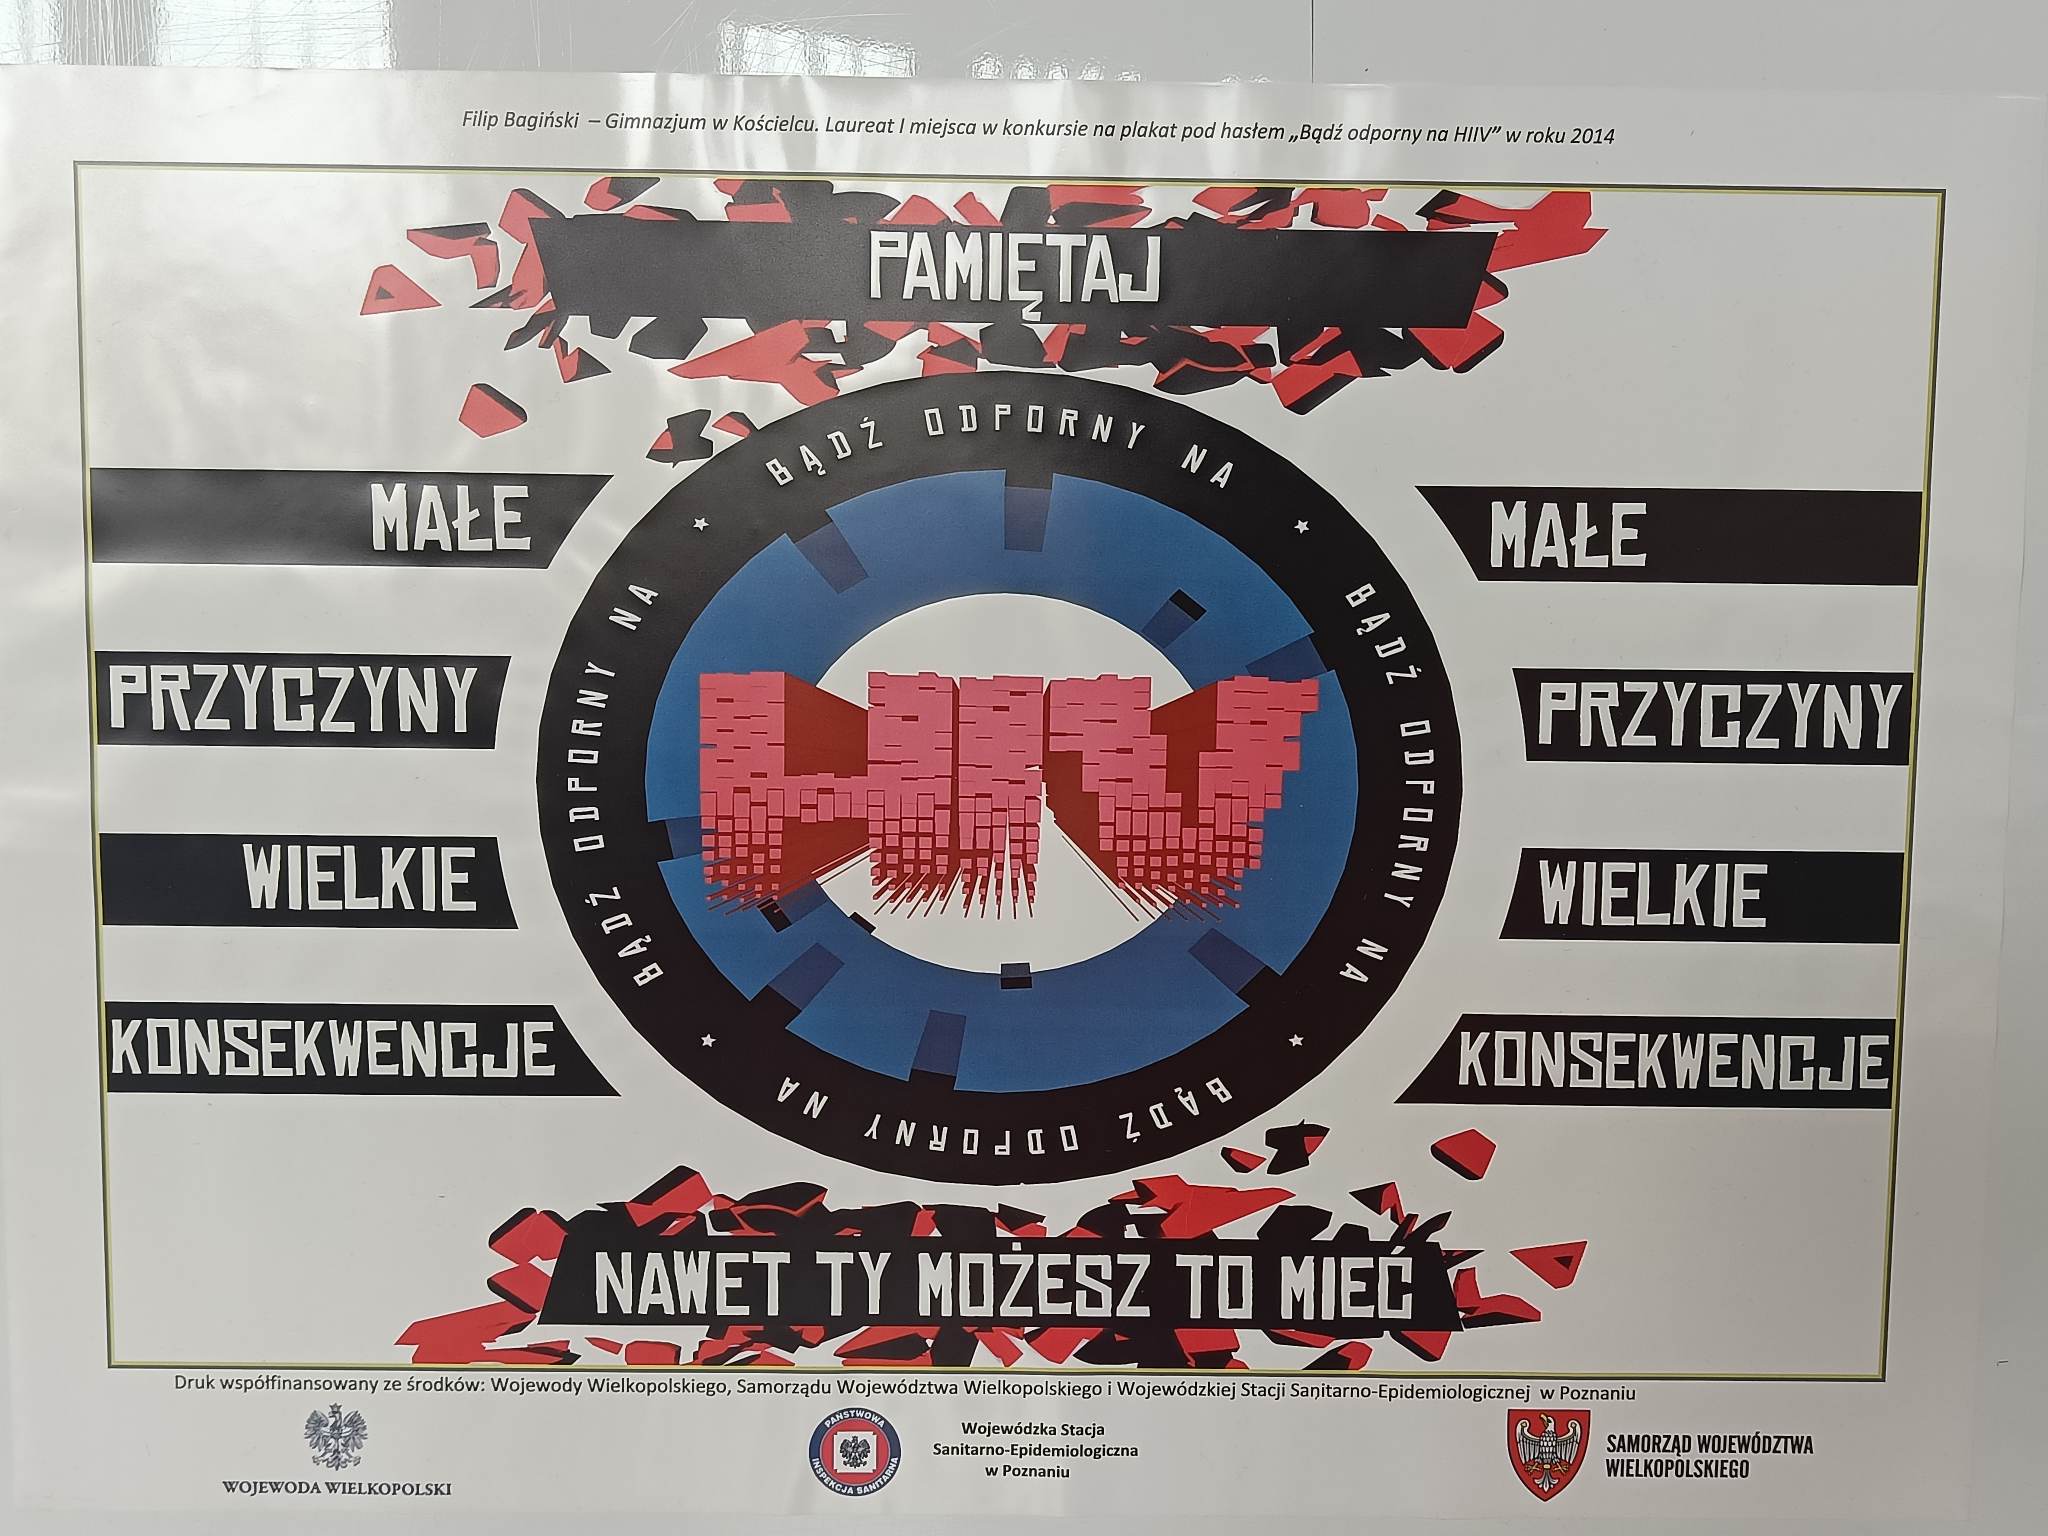 Filip Bagiński – Gimnazjum w Kościelcu. Laureat I miejsca w konkursie na plakat pod hasłem „Bądź odporny na HIIV” w roku 2014
PAMIĘTAJ
BĄDŹ ODPORNY NA
BĄDŹ ODPORNY NA
BĄDŹ ODPORNY NA
BĄDŹ ODPORNY NA
HIV
MAŁE
PRZYCZYNY
WIELKIE
KONSEKWENCJE
MAŁE
PRZYCZYNY
WIELKIE
KONSEKWENCJE
NAWET TY MOŻESZ TO MIEĆ
Druk współfinansowany ze środków: Wojewody Wielkopolskiego, Samorządu Województwa Wielkopolskiego i Wojewódzkiej Stacji Sanitarno-Epidemiologicznej w Poznaniu
WOJEWODA WIELKOPOLSKI
PAŃSTWOWA
INSPEKCJA SANITARNA
Wojewódzka Stacja
Sanitarno-Epidemiologiczna
w Poznaniu
SAMORZĄD WOJEWÓDZTWA
WIELKOPOLSKIEGO